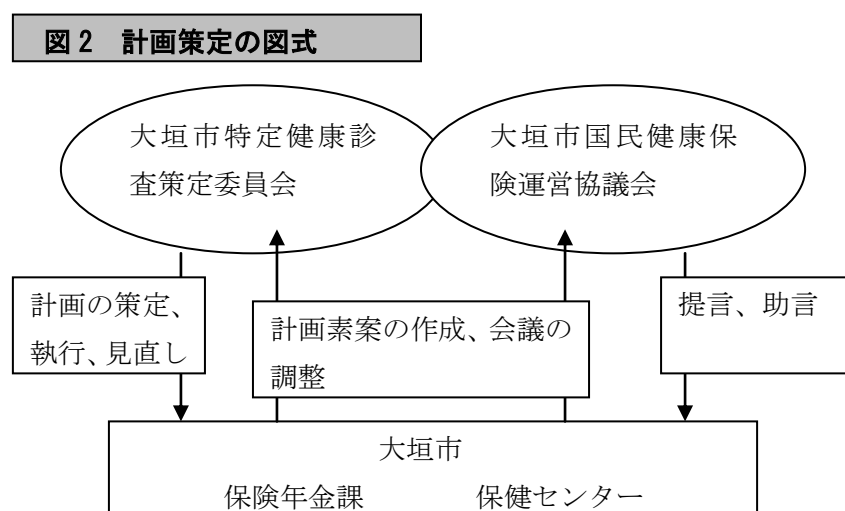 図２　計画策定の図式
大垣市特定健康診
査策定委員会
大垣市国民健康保
険運営協議会
計画の策定、
執行、見直し
計画素案の作成、会議の
調整
提言、助言
大垣市
保険年金課　　　　保健センター